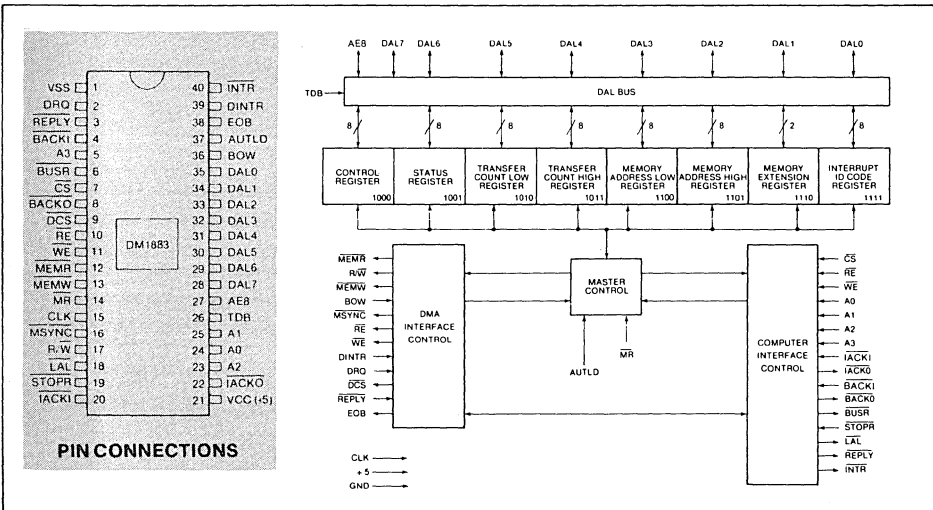 VSS 1
DRQ 2
REPLY 3
BACKI 4
A3 5
BUSR 6
CS 7
BACKO 8
DCS 9
RE 10
WE 11
MEMR 12
MEMW 13
MR 14
CLK 15
MSYNC 16
R/W 17
LAL 18
STOPR 19
IACKI 20
DM1883
40 INTR
39 DINTR
38 EOB
37 AUTLD
36 BOW
35 DAL0
34 DAL1
33 DAL2
32 DAL3
31 DAL4
30 DAL5
29 DAL6
28 DAL7
27 AE8
26 TDB
25 A1
24 A0
23 A2
22 IACKO
21 VCC (+5)
PIN CONNECTIONS
AE8 DAL7 DAL6 DAL5 DAL4 DAL3 DAL2 DAL1 DAL0
TDB
DAL BUS
8 8 8 8 8 8 2 8
CONTROL
REGISTER
1000
STATUS
REGISTER
1001
TRANSFER
COUNT LOW
REGISTER
1010
TRANSFER
COUNT HIGH
REGISTER
1011
MEMORY
ADDRESS LOW
REGISTER
1100
MEMORY
ADDRESS HIGH
REGISTER
1101
MEMORY
EXTENSION
REGISTER
1110
INTERRUPT
ID CODE
REGISTER
1111
MEMR
R/W
MEMW
BOW
MSYNC
RE
WE
DINTR
DRQ
DCS
REPLY
EOB
DMA
INTERFACE
CONTROL
MASTER
CONTROL
AUTLD
MR
COMPUTER
INTERFACE
CONTROL
CS
RE
WE
A0
A1
A2
A3
IACKI
IACK0
BACKI
BACK0
BUSR
STOPR
LAL
REPLY
INTR
CLK
+5
GND